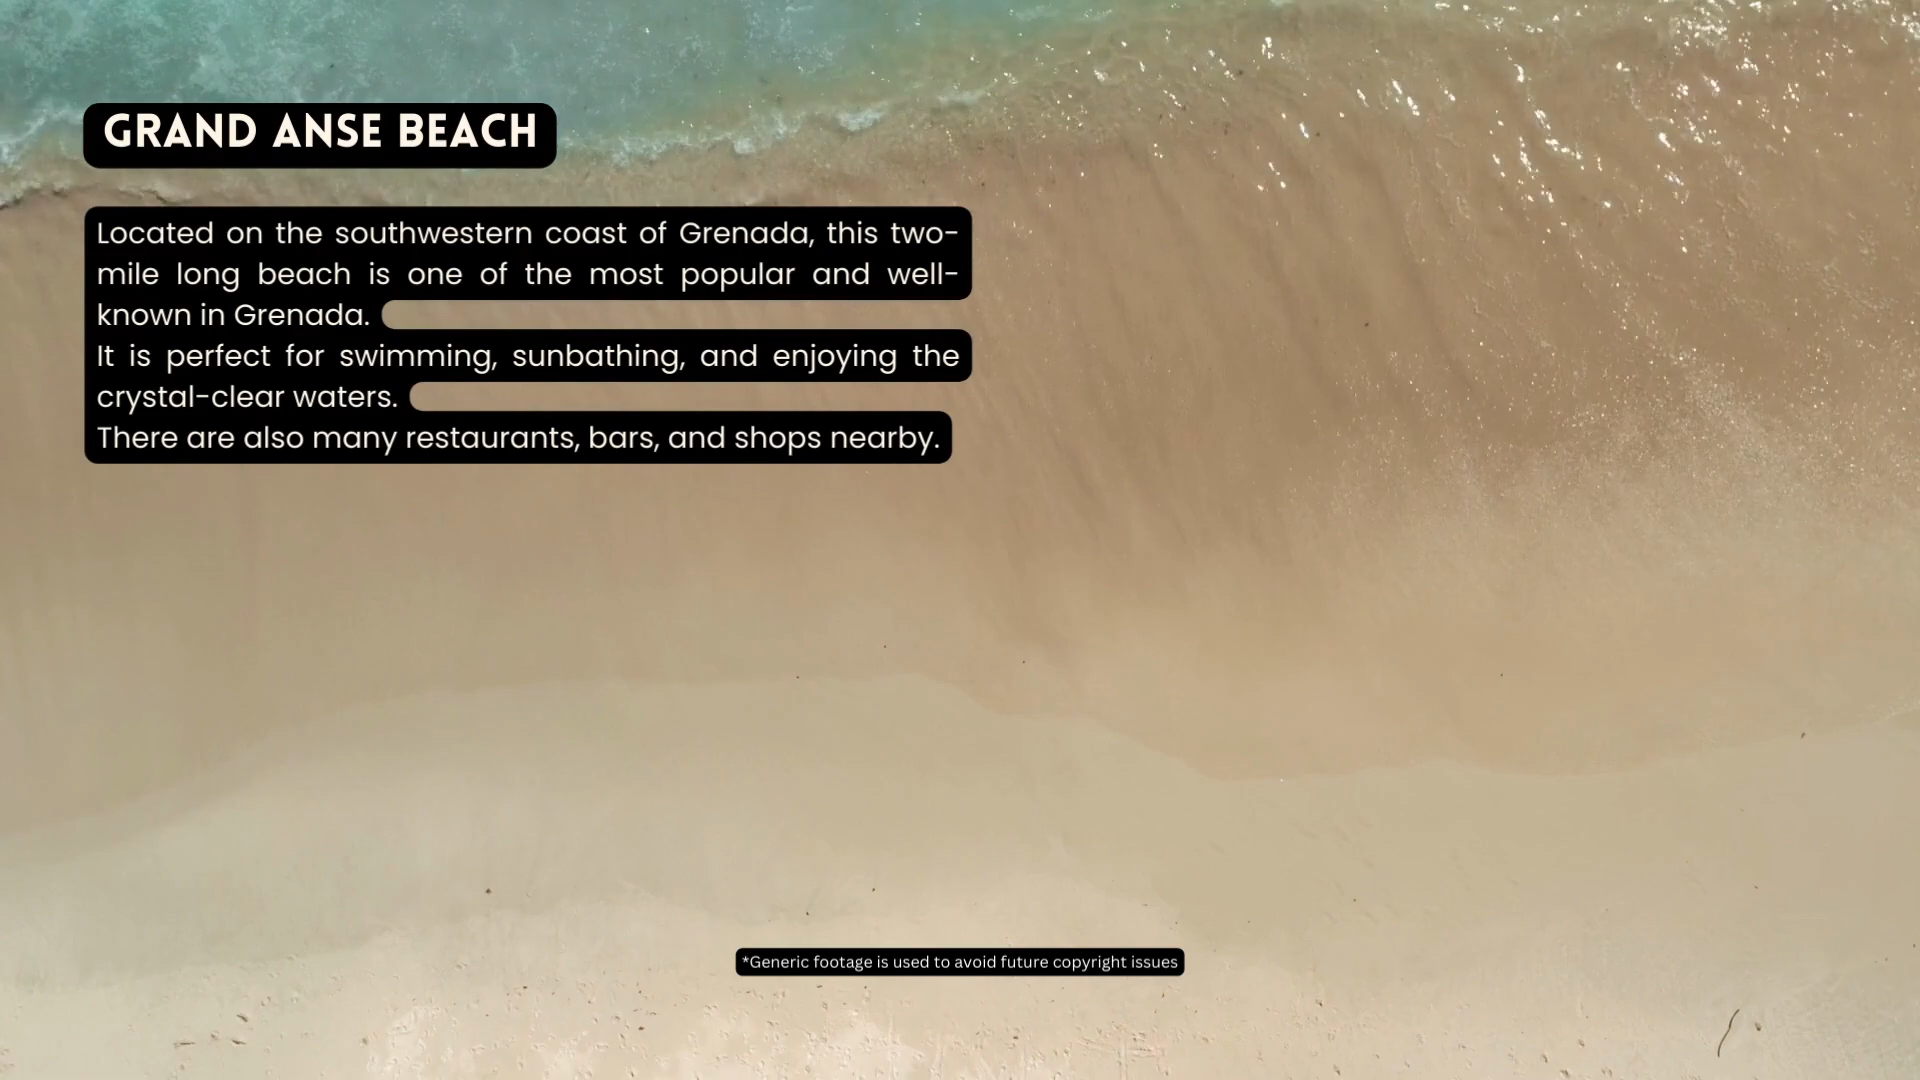 GRAND ANSE BEACH
Located on the southwestern coast of Grenada, this two-
mile long beach is one of the most popular and well-
known in Grenada.
It is perfect for swimming, sunbathing, and enjoying the
crystal-clear waters.
There are also many restaurants, bars, and shops nearby.
*Generic footage is used to avoid future copyright issues